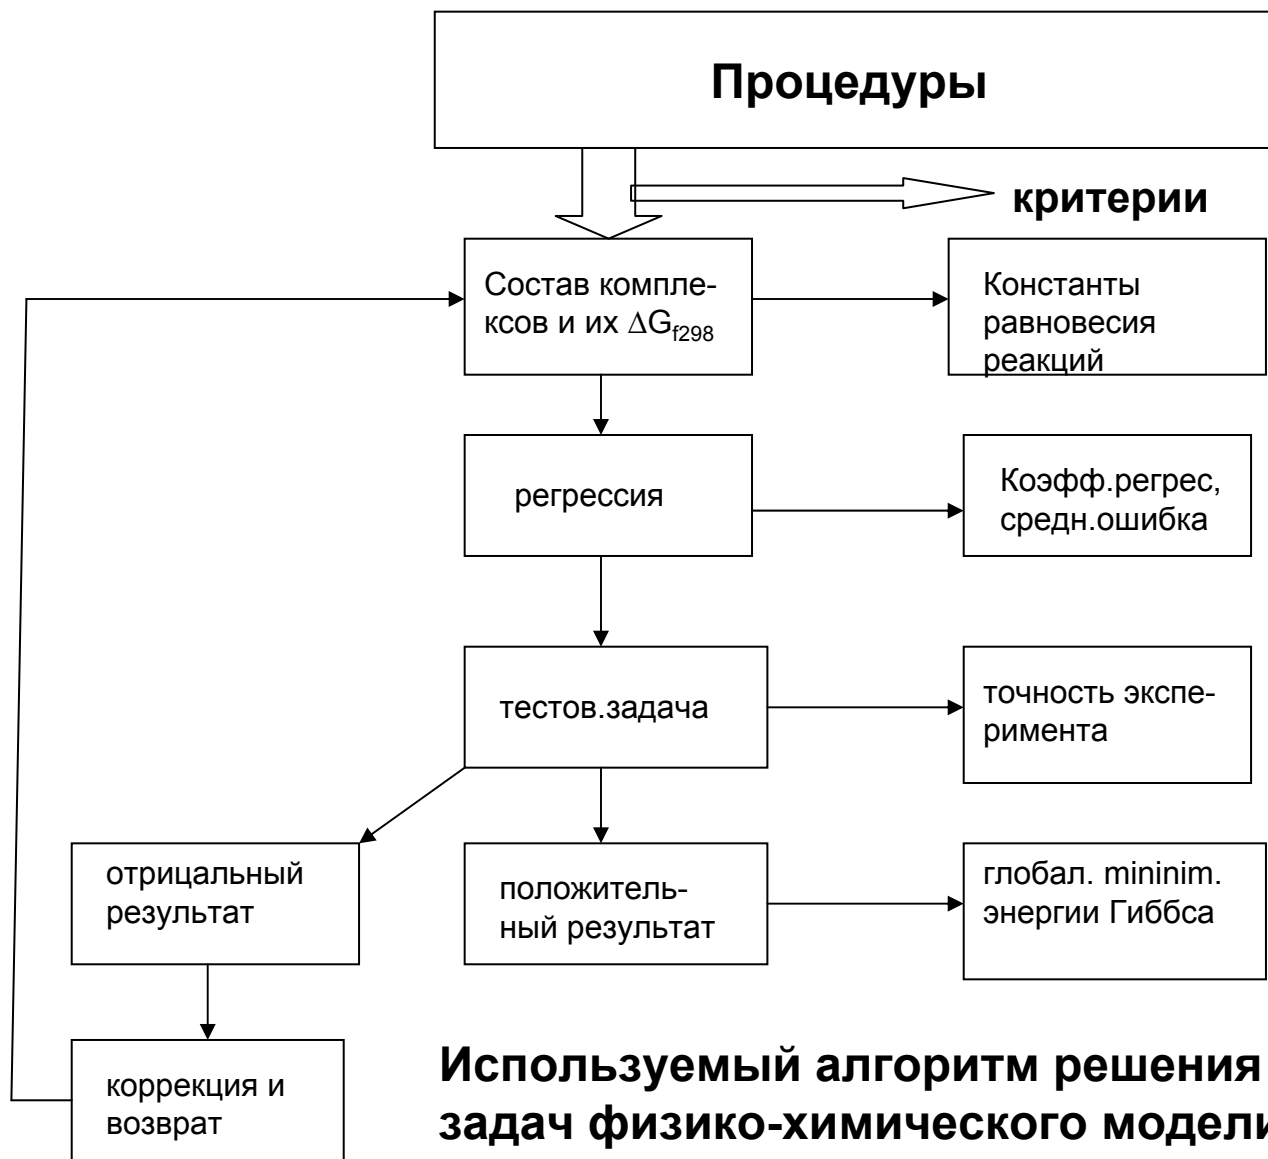 Процедуры
критерии
Состав компле-
ксов и их ΔGf298
Константы
равновесия
реакций
регрессия
Коэфф.регрес,
средн.ошибка
тестов.задача
точность экспе-
римента
отрицальный
результат
положитель-
ный результат
глобал. mininim.
энергии Гиббса
коррекция и
возврат
Используемый алгоритм решения
задач физико-химического модели